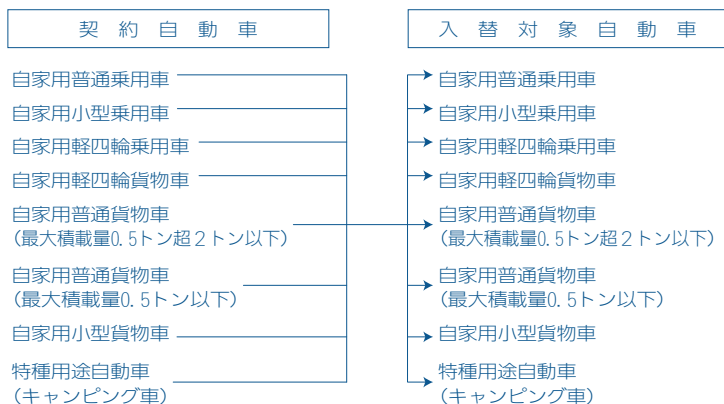 契約自動車
自家用普通乗用車
自家用小型乗用車
自家用軽四輪乗用車
自家用軽四輪貨物車
自家用普通貨物車
(最大積載量0.5トン超２トン以下)
自家用普通貨物車
(最大積載量0.5トン以下)
自家用小型貨物車
特種用途自動車
(キャンピング車)
入替対象自動車
自家用普通乗用車
自家用小型乗用車
自家用軽四輪乗用車
自家用軽四輪貨物車
自家用普通貨物車
(最大積載量0.5トン超２トン以下)
自家用普通貨物車
(最大積載量0.5トン以下)
自家用小型貨物車
特種用途自動車
(キャンピング車)